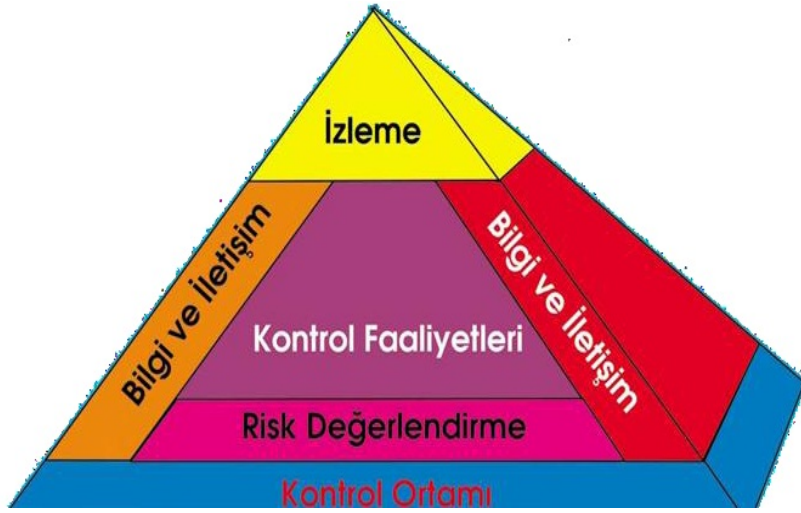 İzleme
Bilgi ve İletişim
Bilgi ve İletişim
Kontrol Faaliyetleri
Risk Değerlendirme
Kontrol Ortamı